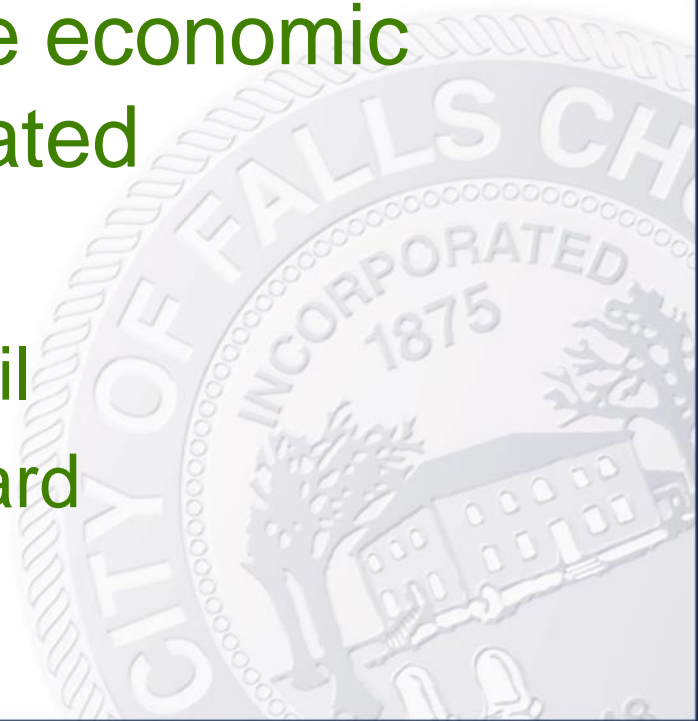 e economic
ated
il
ard
CITY OF FALLS CH
INCORPORATED
1875